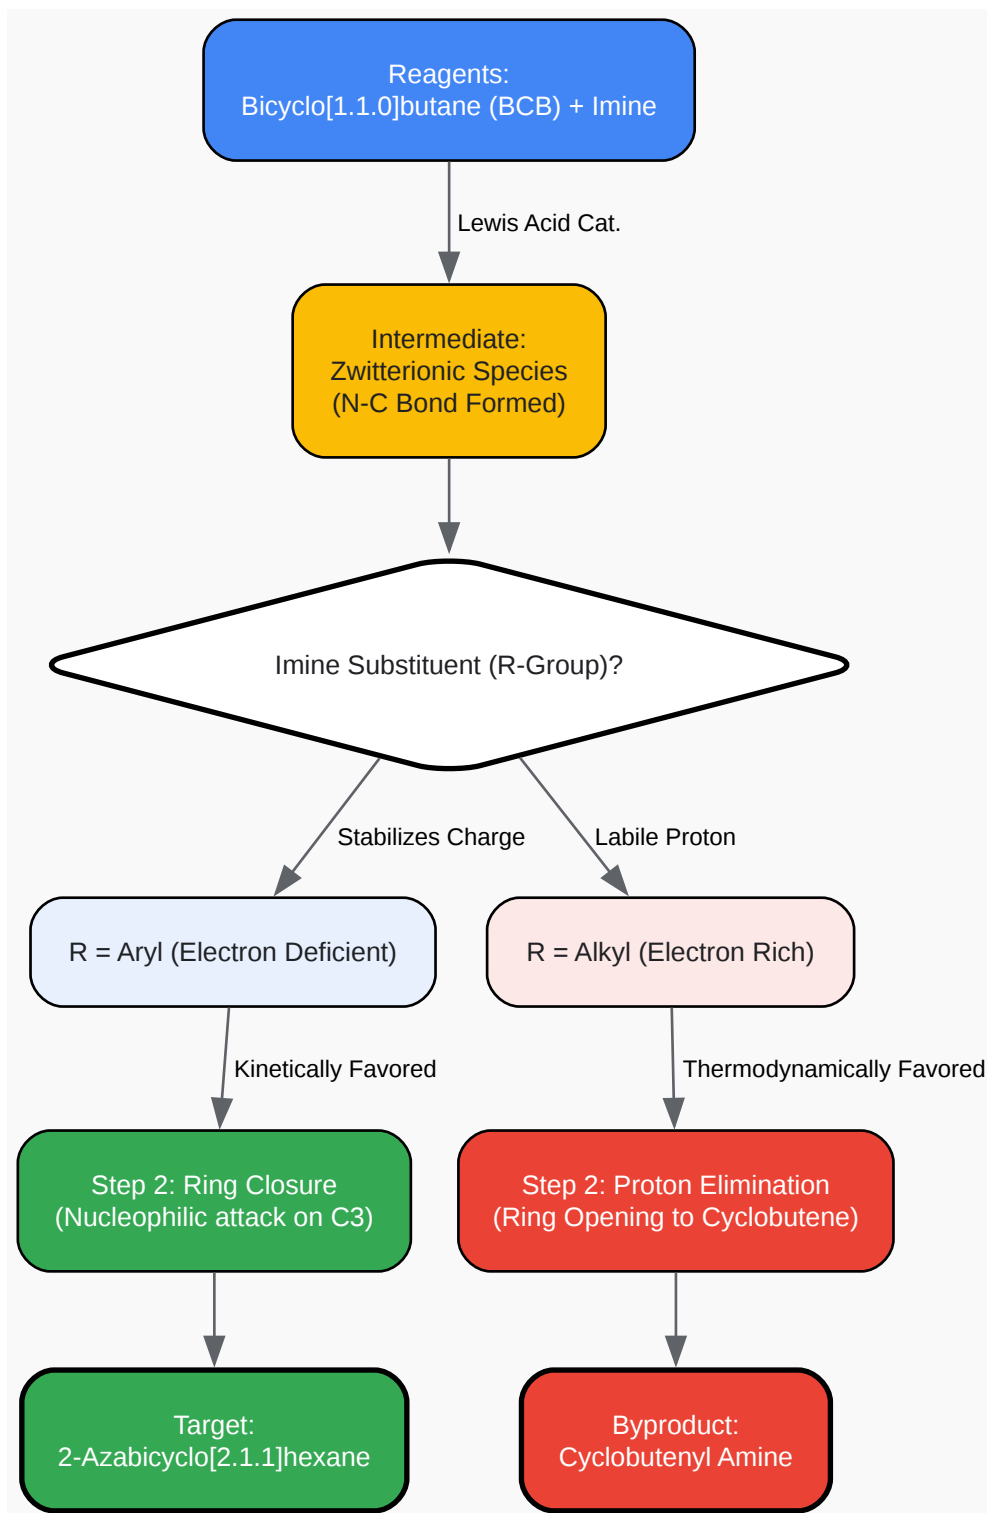 Reagents:
Bicyclo[1.1.0]butane (BCB) + Imine
Lewis Acid Cat.
Intermediate:
Zwitterionic Species
(N-C Bond Formed)
Imine Substituent (R-Group)?
Stabilizes Charge
Labile Proton
R = Aryl (Electron Deficient)
R = Alkyl (Electron Rich)
Kinetically Favored
Thermodynamically Favored
Step 2: Ring Closure
(Nucleophilic attack on C3)
Step 2: Proton Elimination
(Ring Opening to Cyclobutene)
Target:
2-Azabicyclo[2.1.1]hexane
Byproduct:
Cyclobutenyl Amine